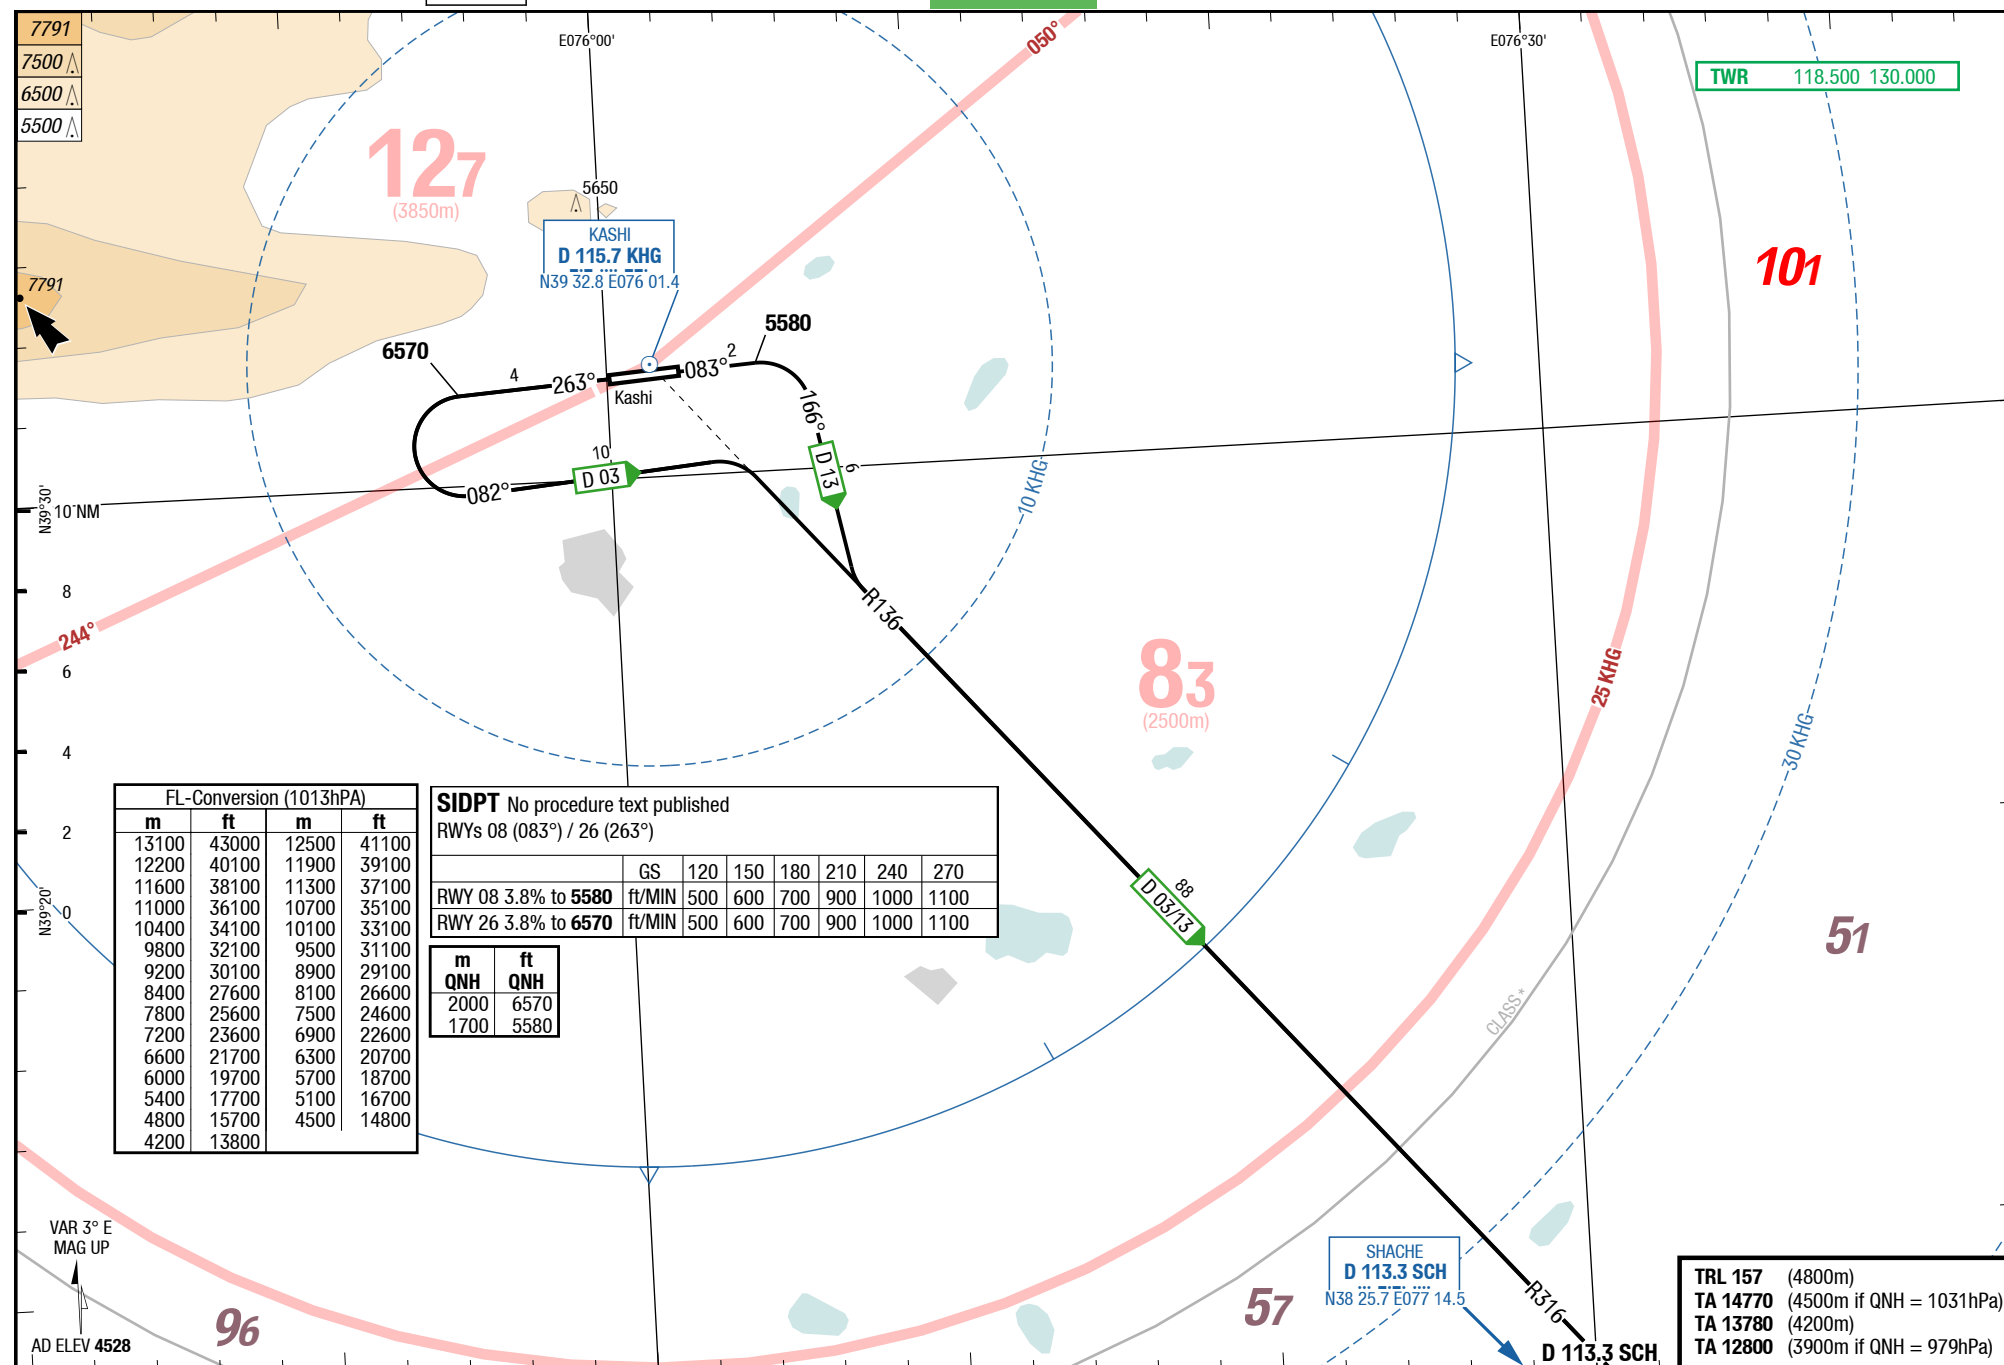 7791
7500
6500
5500
E076°00'
050°
E076°30'
TWR 118.500 130.000
127
(3850m)
5650
KASHI
D 115.7 KHG
N39 32.8 E076 01.4
101
7791
6570
4
263°
083°
2
5580
Kashi
166°
D 13
6
10
D 03
082°
N39°30'
10 NM
10 KHG
8
R136
244°
6
83
(2500m)
25 KHG
30 KHG
4
2
N39°20'
0
FL-Conversion (1013hPA)
m ft m ft
13100 43000 12500 41100
12200 40100 11900 39100
11600 38100 11300 37100
11000 36100 10700 35100
10400 34100 10100 33100
9800 32100 9500 31100
9200 30100 8900 29100
8400 27600 8100 26600
7800 25600 7500 24600
7200 23600 6900 22600
6600 21700 6300 20700
6000 19700 5700 18700
5400 17700 5100 16700
4800 15700 4500 14800
4200 13800
SIDPT No procedure text published
RWYs 08 (083°) / 26 (263°)
GS 120 150 180 210 240 270
RWY 08 3.8% to 5580 ft/MIN 500 600 700 900 1000 1100
RWY 26 3.8% to 6570 ft/MIN 500 600 700 900 1000 1100
m ft
QNH QNH
2000 6570
1700 5580
88
D 03/13
51
CLASS *
VAR 3° E
MAG UP
AD ELEV 4528
96
57
SHACHE
D 113.3 SCH
N38 25.7 E077 14.5
R316
D 113.3 SCH
TRL 157 (4800m)
TA 14770 (4500m if QNH = 1031hPa)
TA 13780 (4200m)
TA 12800 (3900m if QNH = 979hPa)